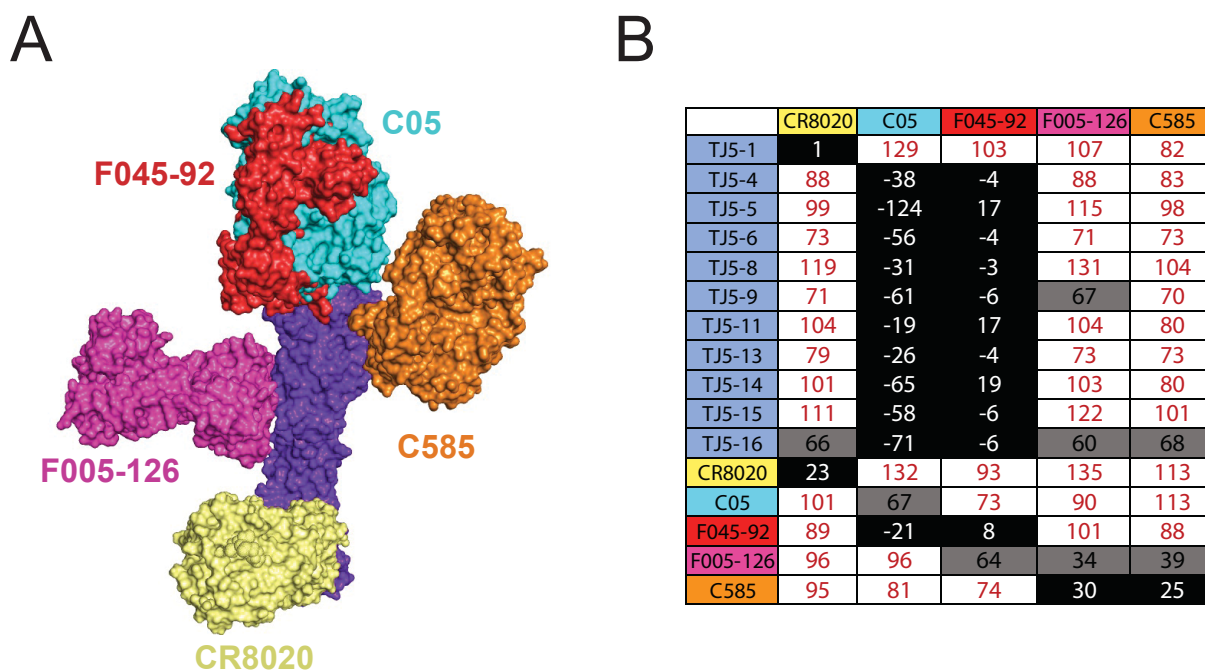 A
B
C05
F045-92
C585
F005-126
CR8020
CR8020 C05 F045-92 F005-126 C585
TJ5-1 1 129 103 107 82
TJ5-4 88 -38 -4 88 83
TJ5-5 99 -124 17 115 98
TJ5-6 73 -56 -4 71 73
TJ5-8 119 -31 -3 131 104
TJ5-9 71 -61 -6 67 70
TJ5-11 104 -19 17 104 80
TJ5-13 79 -26 -4 73 73
TJ5-14 101 -65 19 103 80
TJ5-15 111 -58 -6 122 101
TJ5-16 66 -71 -6 60 68
CR8020 23 132 93 135 113
C05 101 67 73 90 113
F045-92 89 -21 8 101 88
F005-126 96 96 64 34 39
C585 95 81 74 30 25